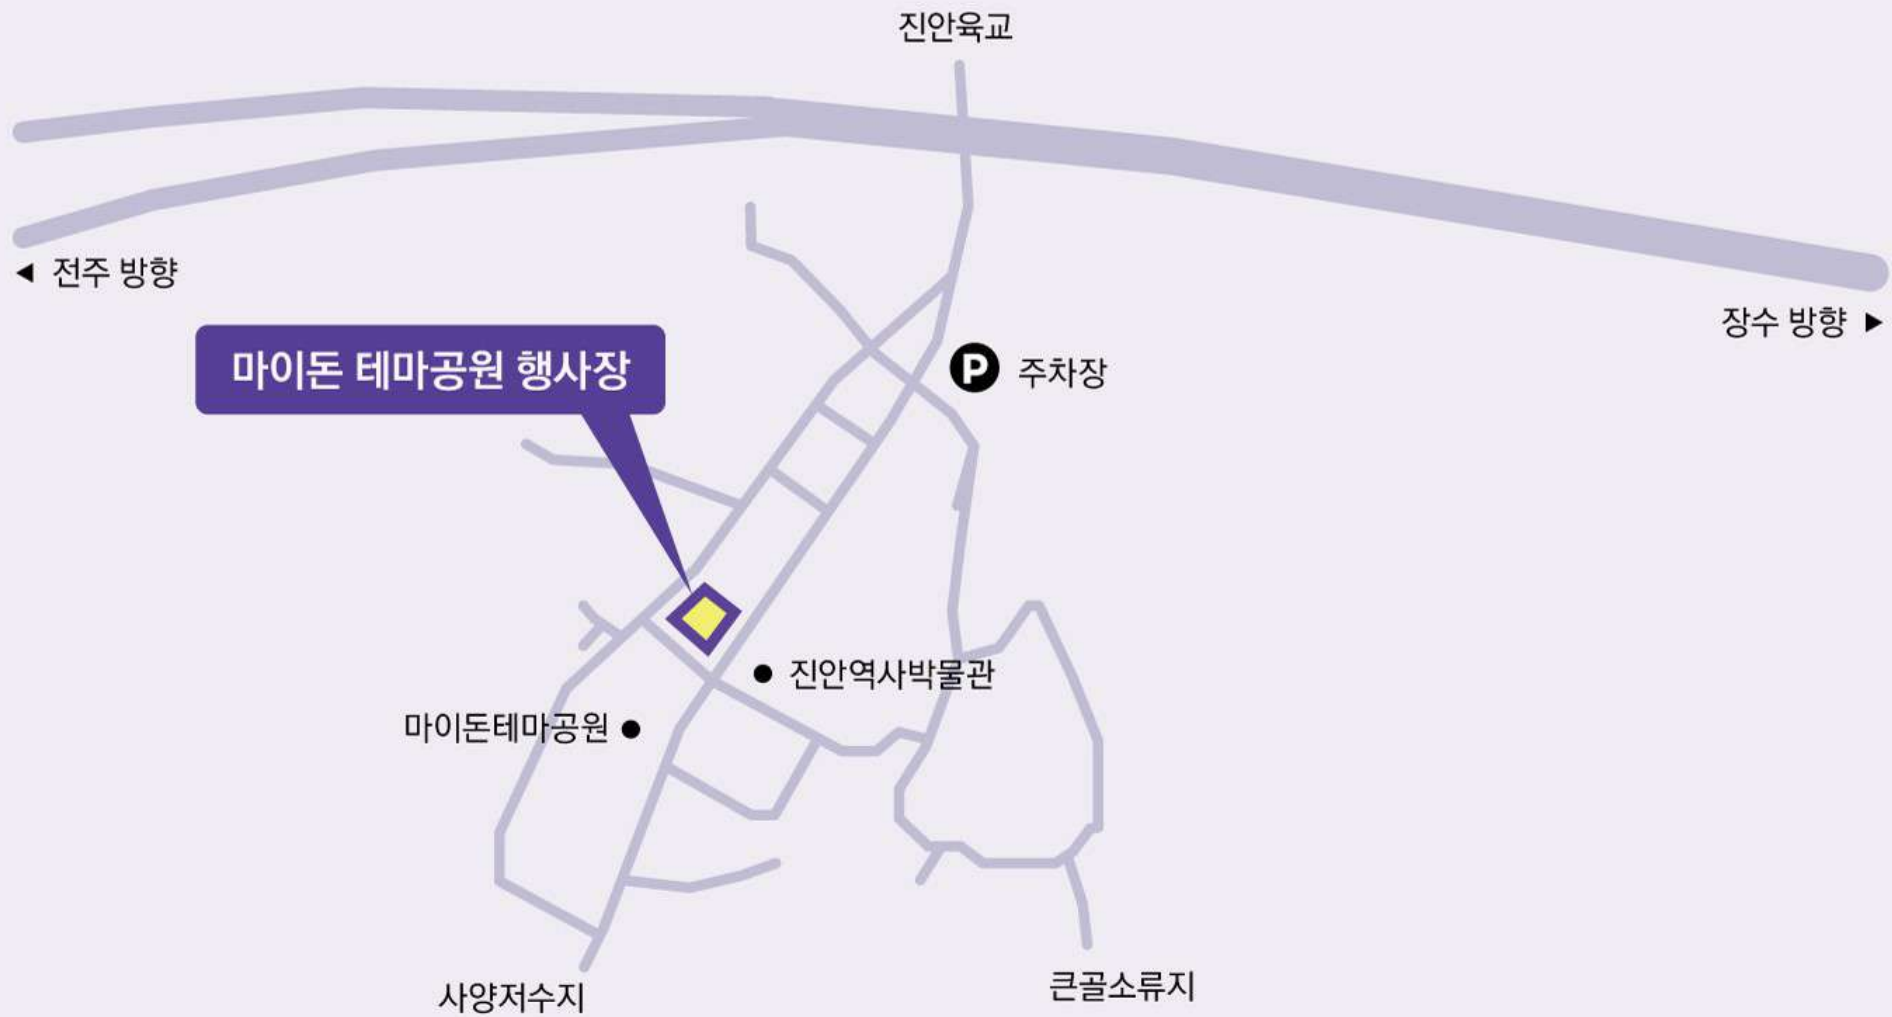 진안육교
◀ 전주 방향
장수 방향 ▶
마이돈 테마공원 행사장
P 주차장
진안역사박물관
마이돈테마공원
사양저수지
큰골소류지